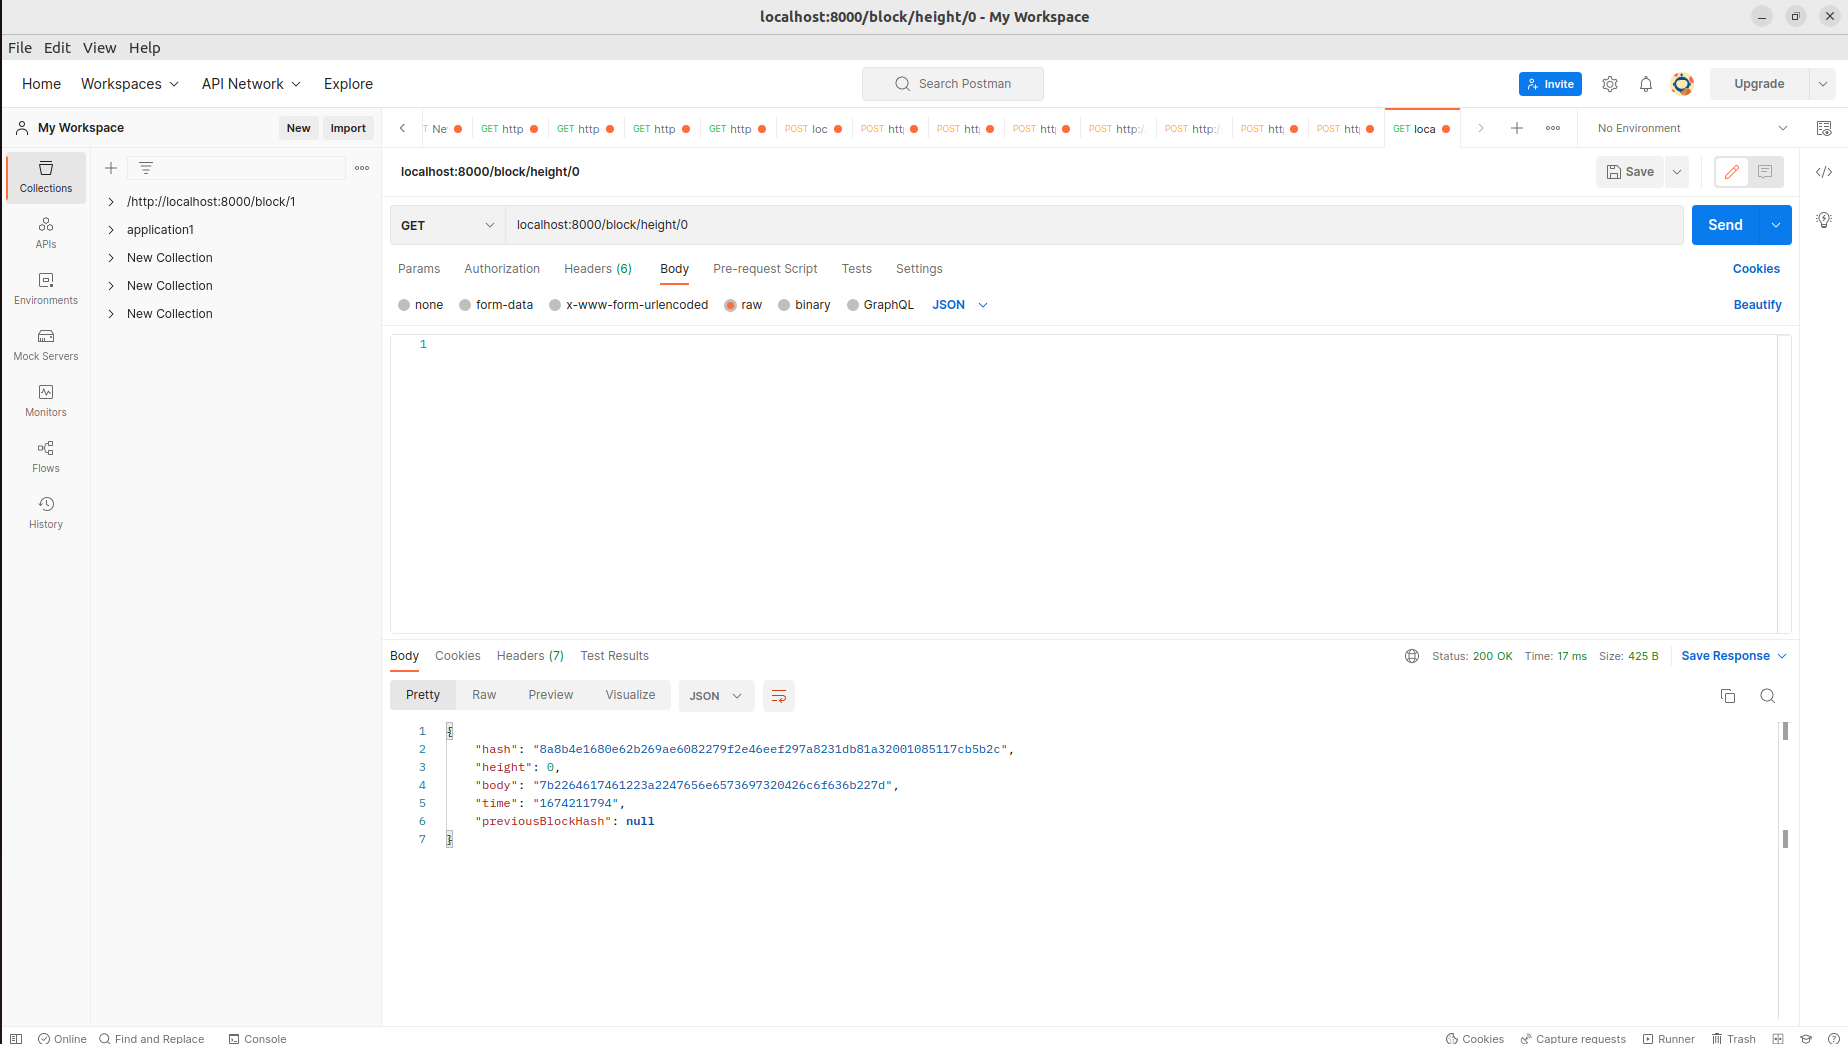 localhost:8000/block/height/0 - My Workspace
File Edit View Help
Home Workspaces API Network Explore Search Postman Invite Upgrade
My Workspace New Import
GET http GET http GET http GET http POST loc POST htt POST htt POST htt POST http:/ POST http:/ POST htt POST htt GET loca No Environment
Collections
APIs
Environments
Mock Servers
Monitors
Flows
History
/http://localhost:8000/block/1
application1
New Collection
New Collection
New Collection
localhost:8000/block/height/0 Save
GET localhost:8000/block/height/0 Send
Params Authorization Headers (6) Body Pre-request Script Tests Settings Cookies
none form-data x-www-form-urlencoded raw binary GraphQL JSON Beautify
1
Body Cookies Headers (7) Test Results Status: 200 OK Time: 17 ms Size: 425 B Save Response
Pretty Raw Preview Visualize JSON
1 {
2 "hash": "8a8b4e1680e62b269ae6082279f2e46eef297a8231db81a32001085117cb5b2c",
3 "height": 0,
4 "body": "7b2264617461223a2247656e6573697320426c6f636b227d",
5 "time": "1674211794",
6 "previousBlockHash": null
7 }
Online Find and Replace Console Cookies Capture requests Runner Trash